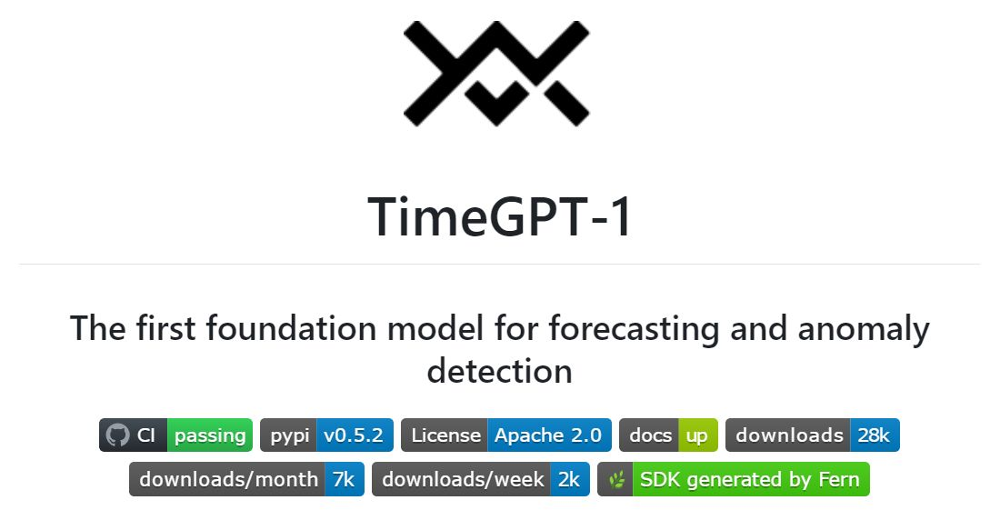 TimeGPT-1
The first foundation model for forecasting and anomaly
detection
CI passing pypi v0.5.2 License Apache 2.0 docs up downloads 28k
downloads/month 7k downloads/week 2k SDK generated by Fern